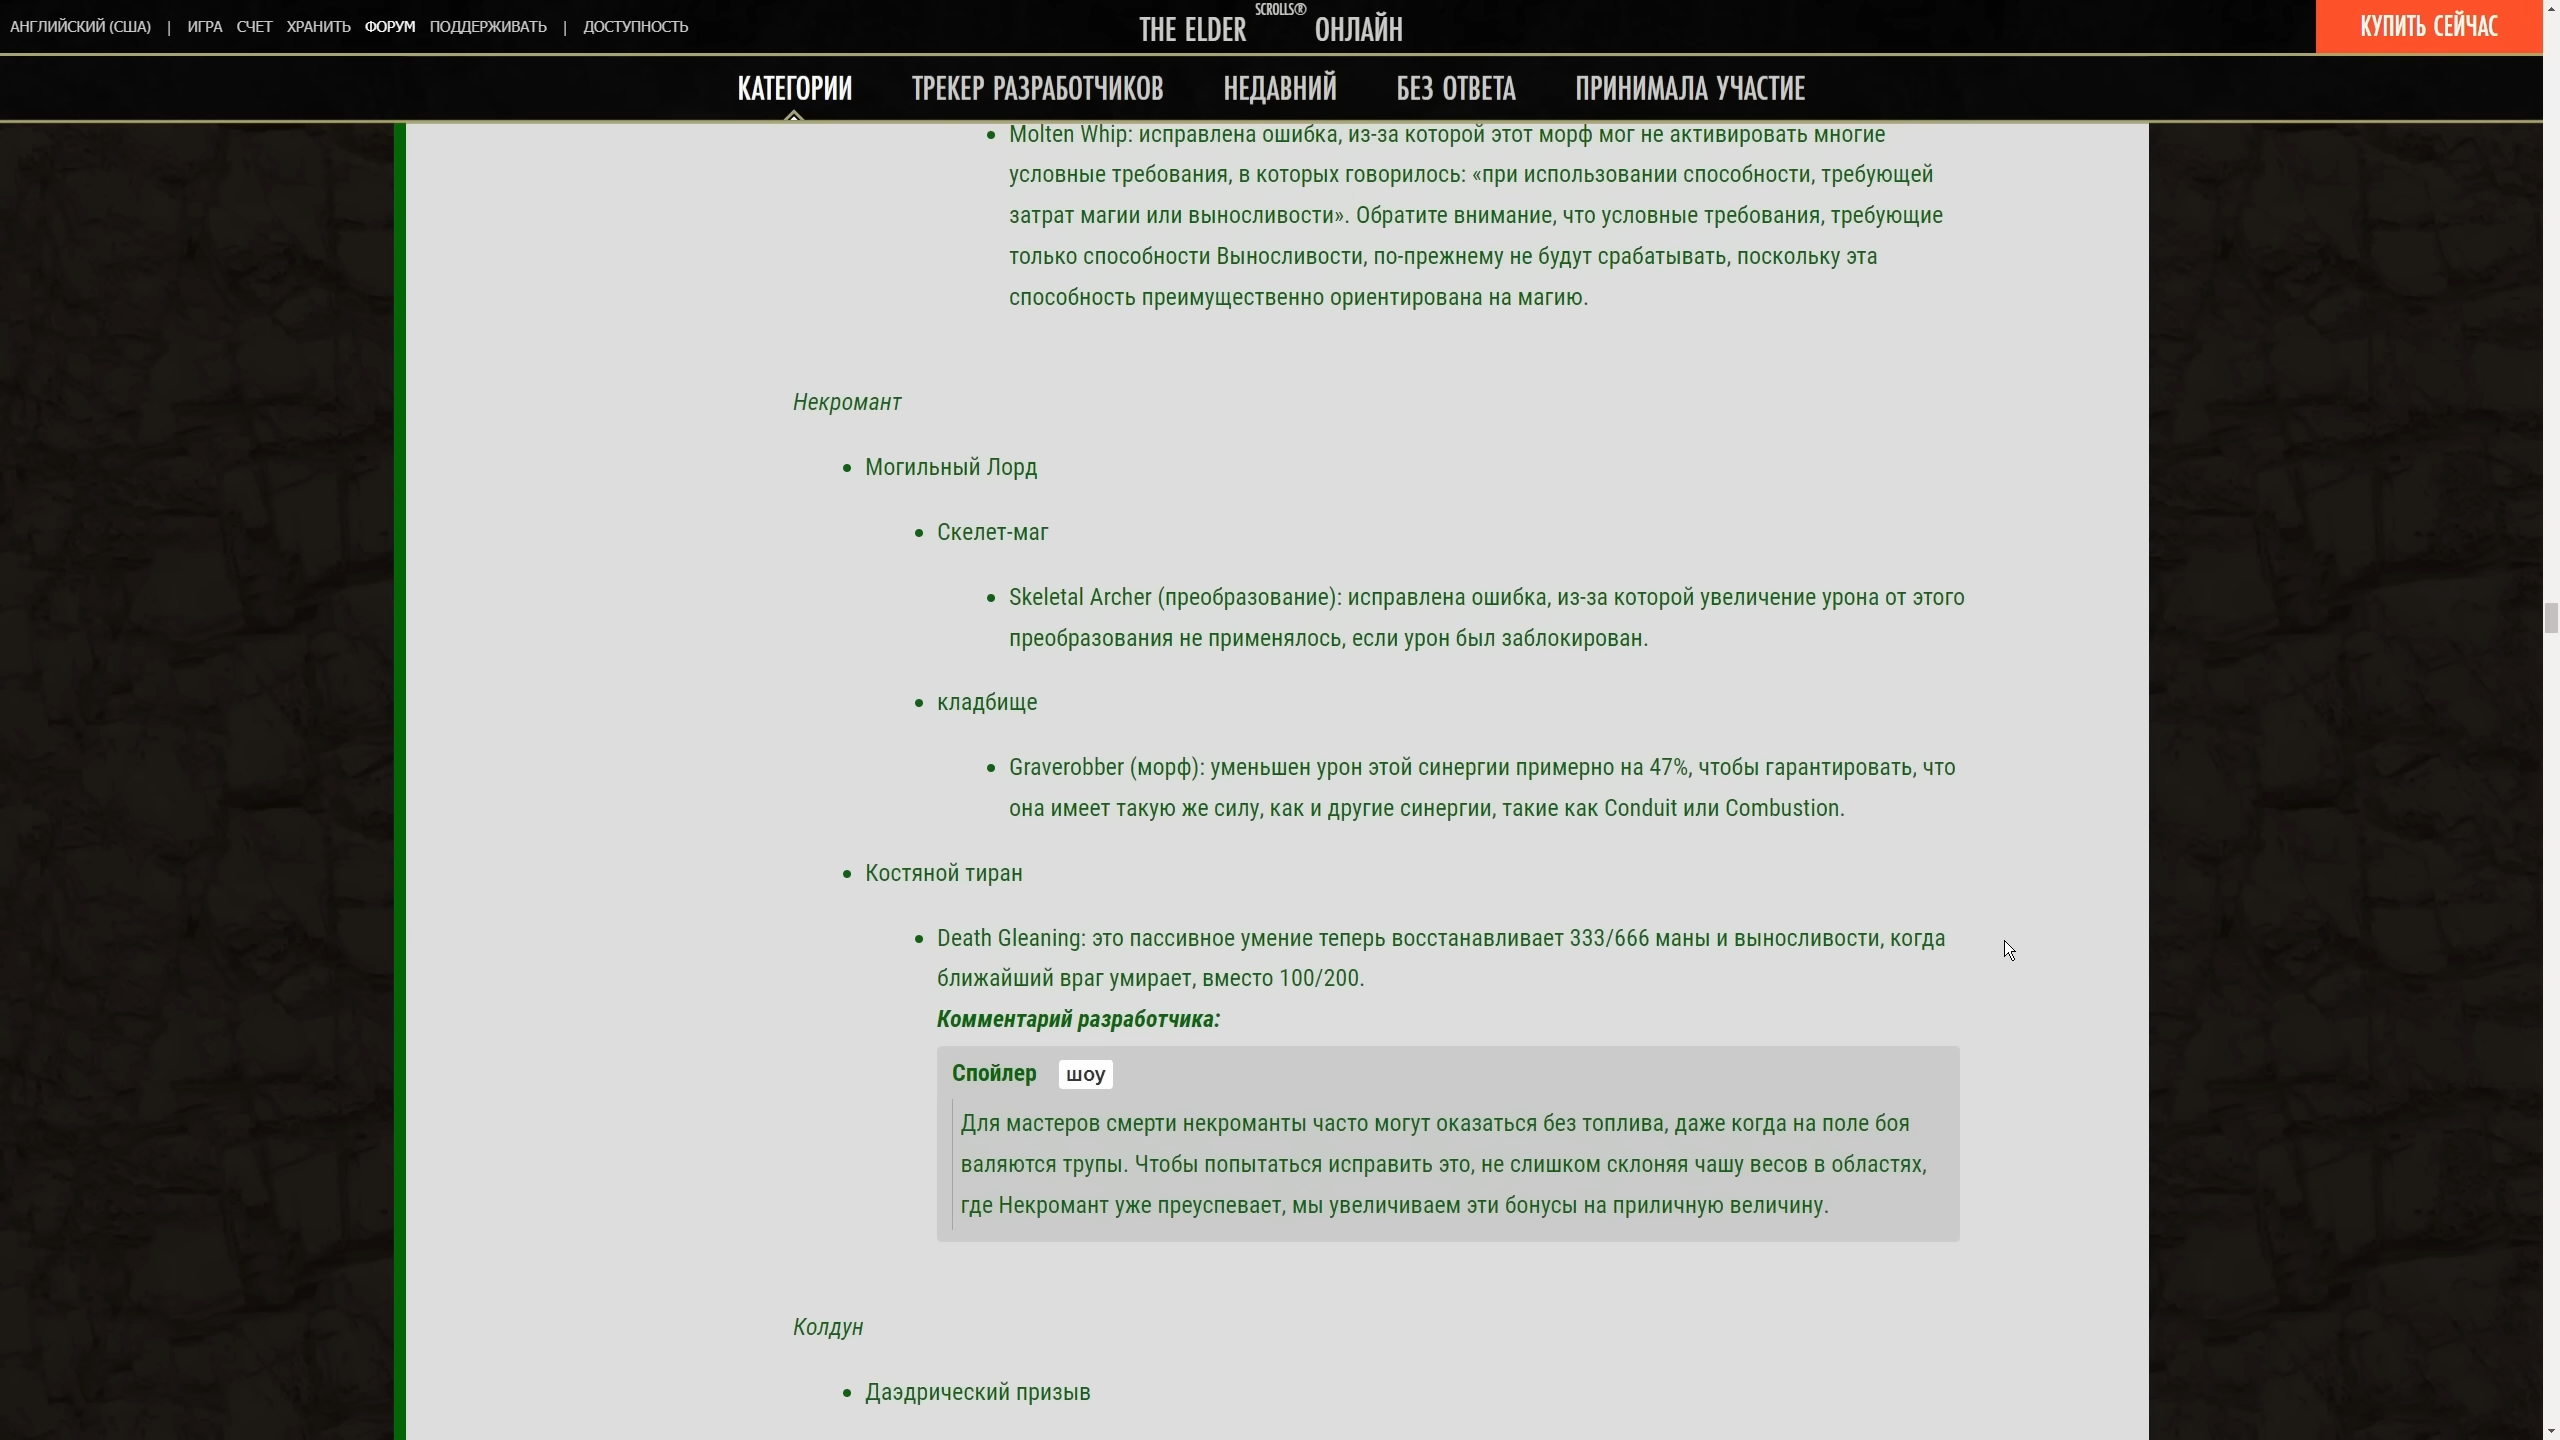 АНГЛИЙСКИЙ (США) | ИГРА СЧЕТ ХРАНИТЬ ФОРУМ ПОДДЕРЖИВАТЬ | ДОСТУПНОСТЬ
THE ELDER SCROLLS® ОНЛАЙН
КУПИТЬ СЕЙЧАС
КАТЕГОРИИ ТРЕКЕР РАЗРАБОТЧИКОВ НЕДАВНИЙ БЕЗ ОТВЕТА ПРИНИМАЛА УЧАСТИЕ
• Molten Whip: исправлена ошибка, из-за которой этот морф мог не активировать многие
условные требования, в которых говорилось: «при использовании способности, требующей
затрат магии или выносливости». Обратите внимание, что условные требования, требующие
только способности Выносливости, по-прежнему не будут срабатывать, поскольку эта
способность преимущественно ориентирована на магию.
Некромант
• Могильный Лорд
• Скелет-маг
• Skeletal Archer (преобразование): исправлена ошибка, из-за которой увеличение урона от этого
преобразования не применялось, если урон был заблокирован.
• кладбище
• Graverobber (морф): уменьшен урон этой синергии примерно на 47%, чтобы гарантировать, что
она имеет такую же силу, как и другие синергии, такие как Conduit или Combustion.
• Костяной тиран
• Death Gleaning: это пассивное умение теперь восстанавливает 333/666 маны и выносливости, когда
ближайший враг умирает, вместо 100/200.
Комментарий разработчика:
Спойлер шоу
Для мастеров смерти некроманты часто могут оказаться без топлива, даже когда на поле боя
валяются трупы. Чтобы попытаться исправить это, не слишком склоняя чашу весов в областях,
где Некромант уже преуспевает, мы увеличиваем эти бонусы на приличную величину.
Колдун
• Даэдрический призыв